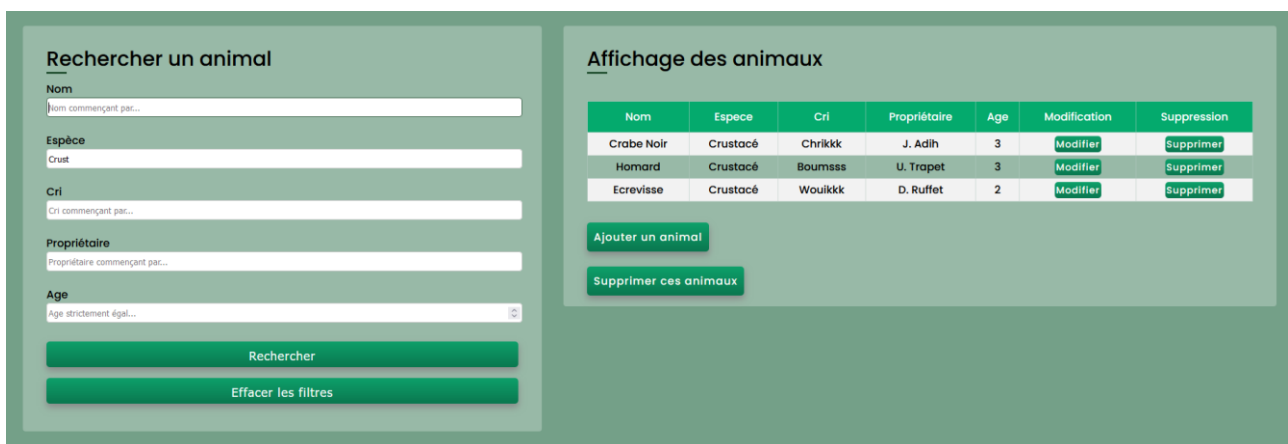 Rechercher un animal
Nom
Nom commençant par...
Espèce
Crust
Cri
Cri commençant par...
Propriétaire
Propriétaire commençant par...
Age
Age strictement égal...
Rechercher
Effacer les filtres
Affichage des animaux
Nom Espece Cri Propriétaire Age Modification Suppression
Crabe Noir Crustacé Chrikkk J. Adih 3 Modifier Supprimer
Homard Crustacé Boumsss U. Trapet 3 Modifier Supprimer
Ecrevisse Crustacé Wouikkk D. Ruffet 2 Modifier Supprimer
Ajouter un animal
Supprimer ces animaux